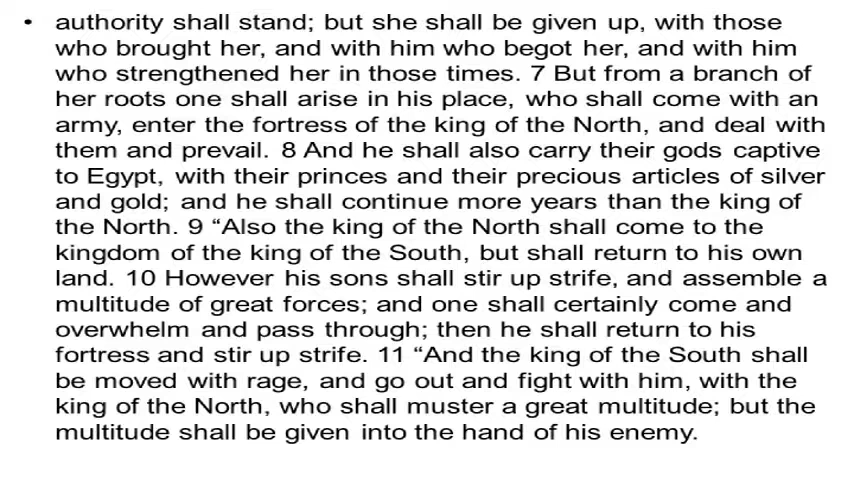 • authority shall stand; but she shall be given up, with those
who brought her, and with him who begot her, and with him
who strengthened her in those times. 7 But from a branch of
her roots one shall arise in his place, who shall come with an
army, enter the fortress of the king of the North, and deal with
them and prevail. 8 And he shall also carry their gods captive
to Egypt, with their princes and their precious articles of silver
and gold; and he shall continue more years than the king of
the North. 9 “Also the king of the North shall come to the
kingdom of the king of the South, but shall return to his own
land. 10 However his sons shall stir up strife, and assemble a
multitude of great forces; and one shall certainly come and
overwhelm and pass through; then he shall return to his
fortress and stir up strife. 11 “And the king of the South shall
be moved with rage, and go out and fight with him, with the
king of the North, who shall muster a great multitude; but the
multitude shall be given into the hand of his enemy.